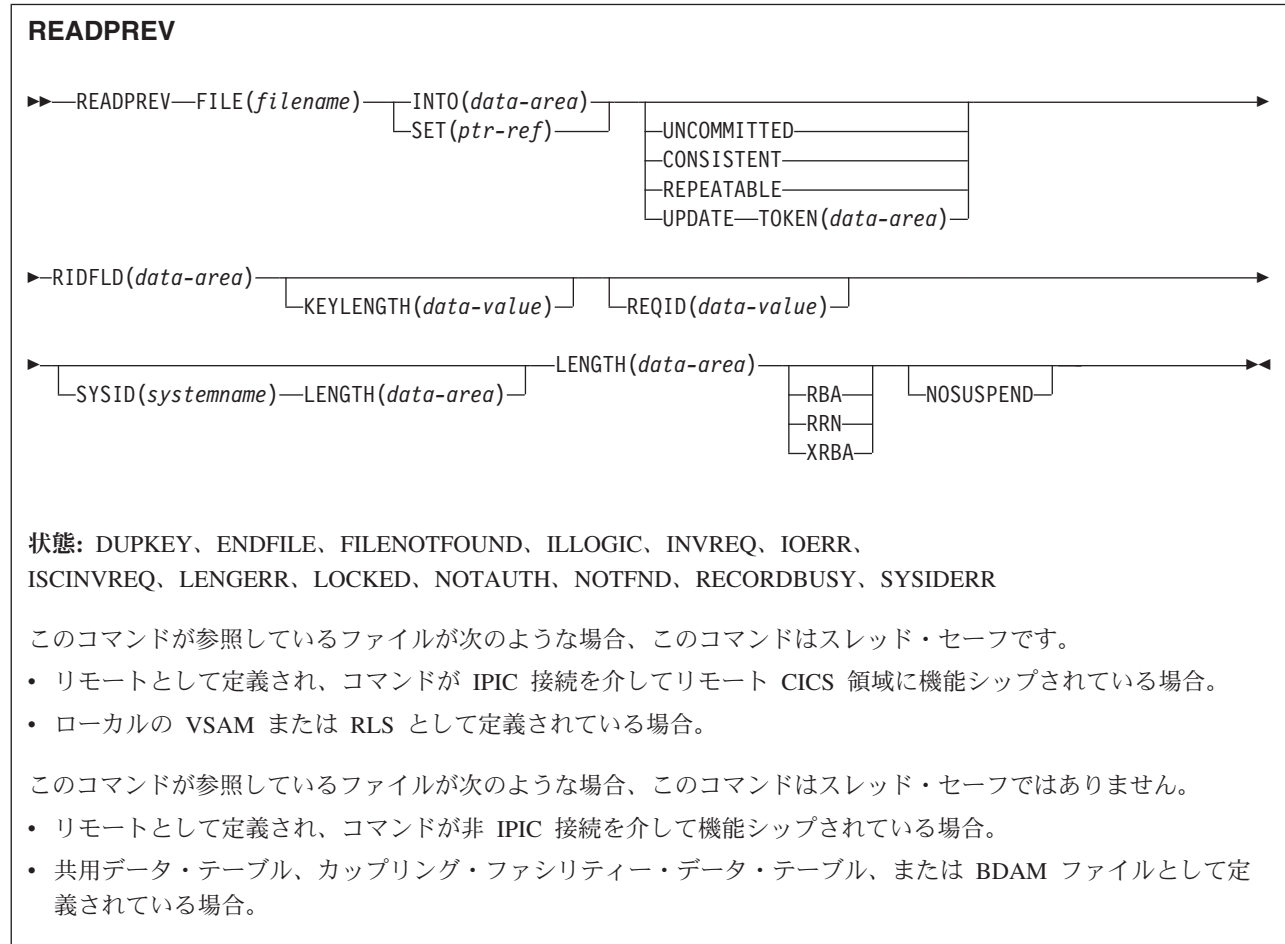 READPREV
READPREV FILE(filename) INTO(data-area)
SET(ptr-ref) UNCOMMITTED
CONSISTENT
REPEATABLE
UPDATE TOKEN(data-area)
RIDFLD(data-area)
KEYLENGTH(data-value) REQID(data-value)
LENGTH(data-area)
SYSID(systemname) LENGTH(data-area) RBA NOSUSPEND
RRN
XRBA
状態: DUPKEY、ENDFILE、FILENOTFOUND、ILLOGIC、INVREQ、IOERR、
ISCINVREQ、LENGERR、LOCKED、NOTAUTH、NOTFND、RECORDBUSY、SYSIDERR
このコマンドが参照しているファイルが次のような場合、このコマンドはスレッド・セーフです。
• リモートとして定義され、コマンドが IPIC 接続を介してリモート CICS 領域に機能シップされている場合。
• ローカルの VSAM または RLS として定義されている場合。
このコマンドが参照しているファイルが次のような場合、このコマンドはスレッド・セーフではありません。
• リモートとして定義され、コマンドが非 IPIC 接続を介して機能シップされている場合。
• 共用データ・テーブル、カップリング・ファシリティー・データ・テーブル、または BDAM ファイルとして定
義されている場合。